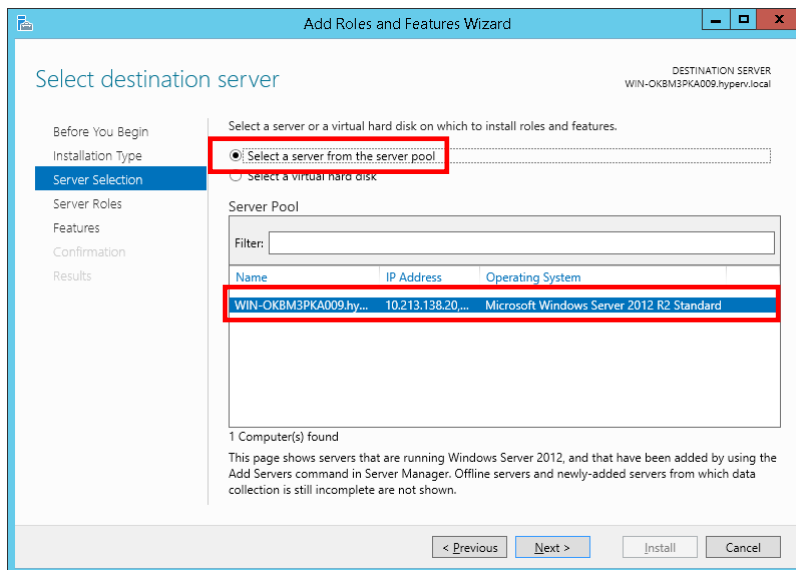 Add Roles and Features Wizard
Select destination server
DESTINATION SERVER
WIN-OKBM3PKA009.hyperv.local
Before You Begin
Installation Type
Server Selection
Server Roles
Features
Confirmation
Results
Select a server or a virtual hard disk on which to install roles and features.
Select a server from the server pool
Select a virtual hard disk
Server Pool
Filter:
Name IP Address Operating System
WIN-OKBM3PKA009.hy... 10.213.138.20,... Microsoft Windows Server 2012 R2 Standard
1 Computer(s) found
This page shows servers that are running Windows Server 2012, and that have been added by using the
Add Servers command in Server Manager. Offline servers and newly-added servers from which data
collection is still incomplete are not shown.
< Previous Next > Install Cancel